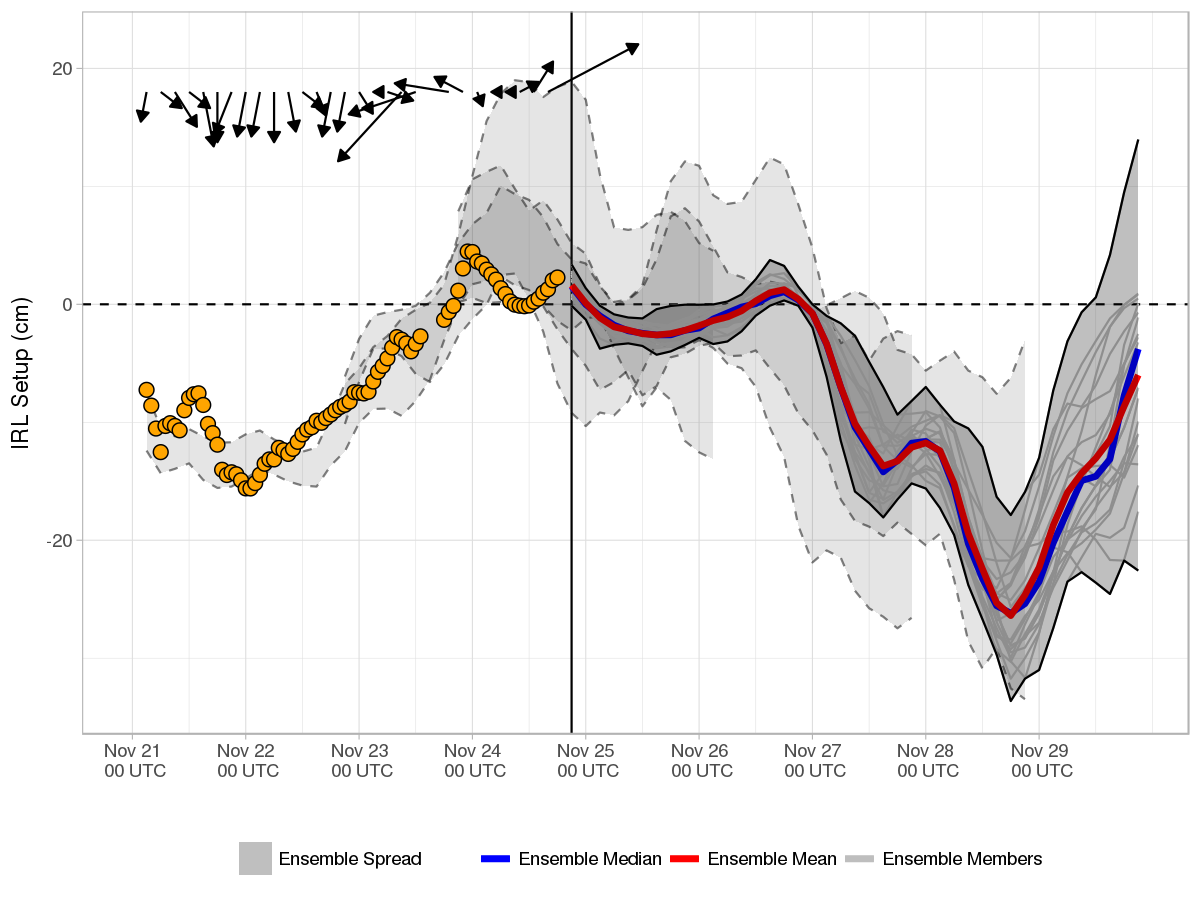 20
0
-20
IRL Setup (cm)
Nov 21 Nov 22 Nov 23 Nov 24 Nov 25 Nov 26 Nov 27 Nov 28 Nov 29
00 UTC 00 UTC 00 UTC 00 UTC 00 UTC 00 UTC 00 UTC 00 UTC 00 UTC
Ensemble Spread Ensemble Median Ensemble Mean Ensemble Members